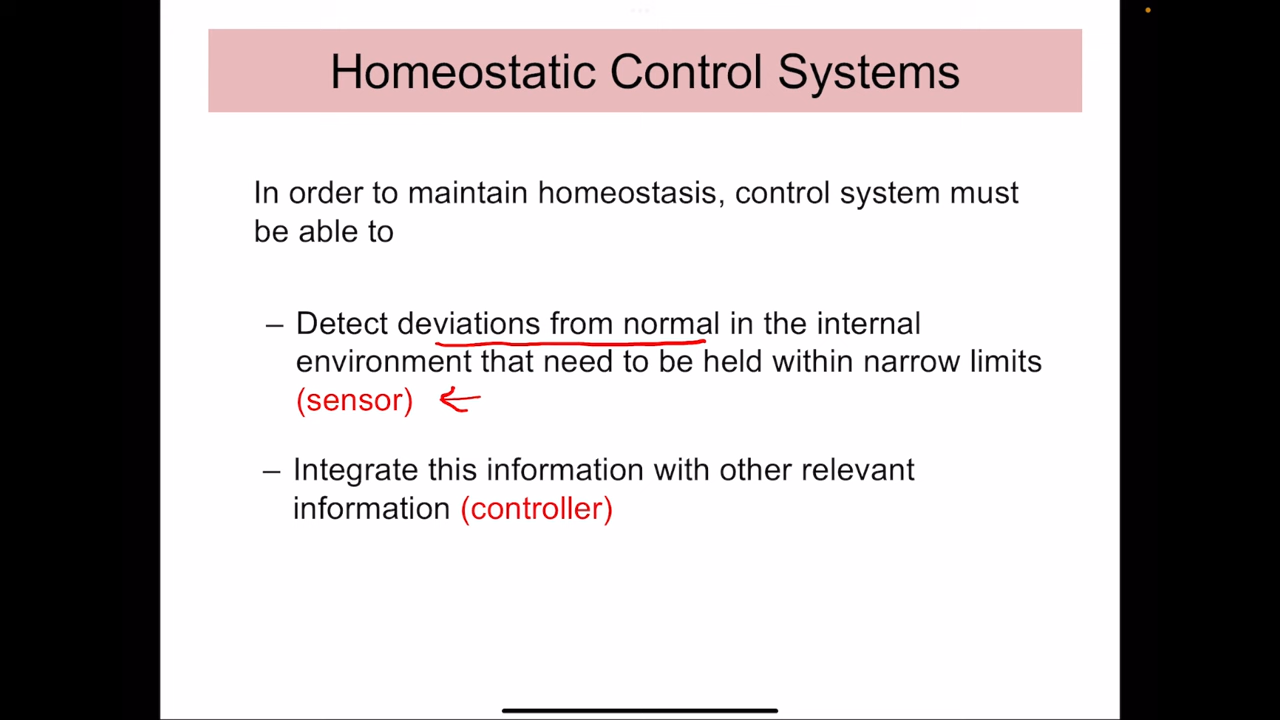 Homeostatic Control Systems
In order to maintain homeostasis, control system must
be able to
– Detect deviations from normal in the internal
environment that need to be held within narrow limits
(sensor)
– Integrate this information with other relevant
information (controller)